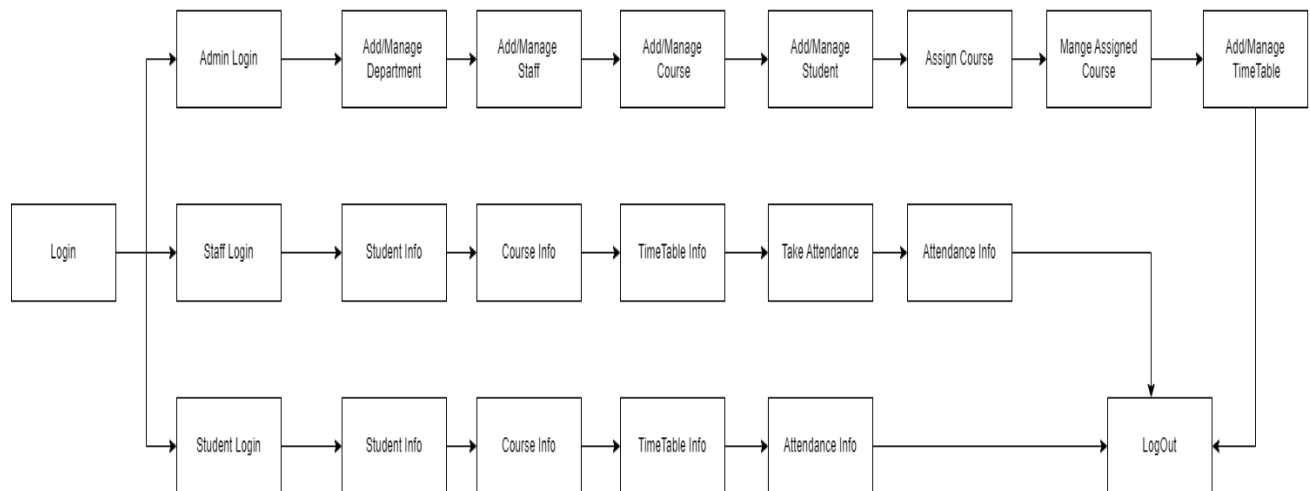 Admin Login
Add/Manage
Department
Add/Manage
Staff
Add/Manage
Course
Add/Manage
Student
Assign Course
Mange Assigned
Course
Add/Manage
TimeTable
Login
Staff Login
Student Info
Course Info
TimeTable Info
Take Attendance
Attendance Info
Student Login
Student Info
Course Info
TimeTable Info
Attendance Info
LogOut